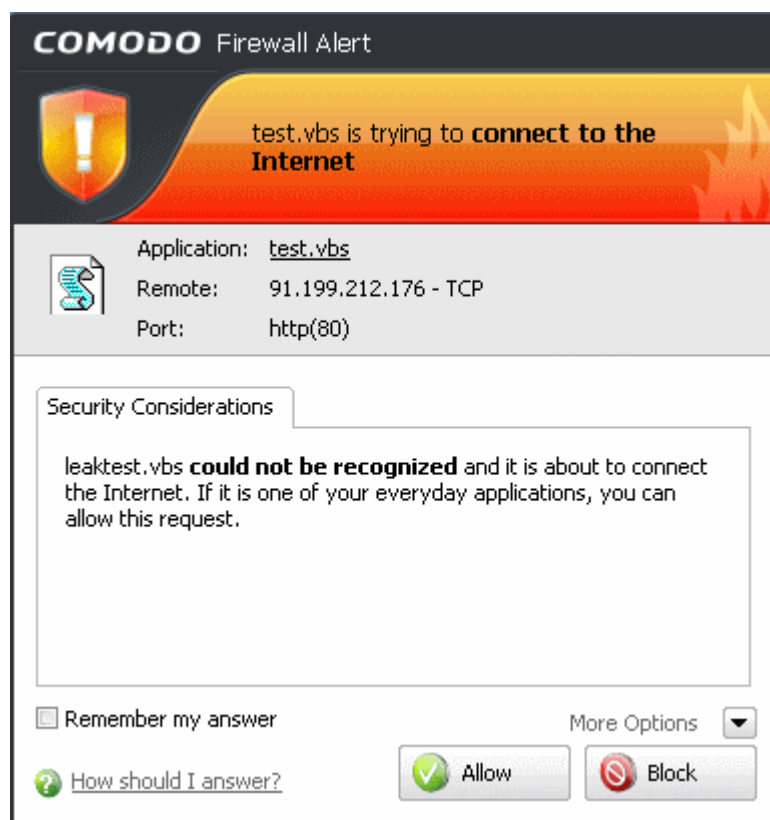 COMODO Firewall Alert
test.vbs is trying to connect to the
Internet
Application: test.vbs
Remote: 91.199.212.176 - TCP
Port: http(80)
Security Considerations
leaktest.vbs could not be recognized and it is about to connect
the Internet. If it is one of your everyday applications, you can
allow this request.
Remember my answer
More Options
How should I answer?
Allow
Block